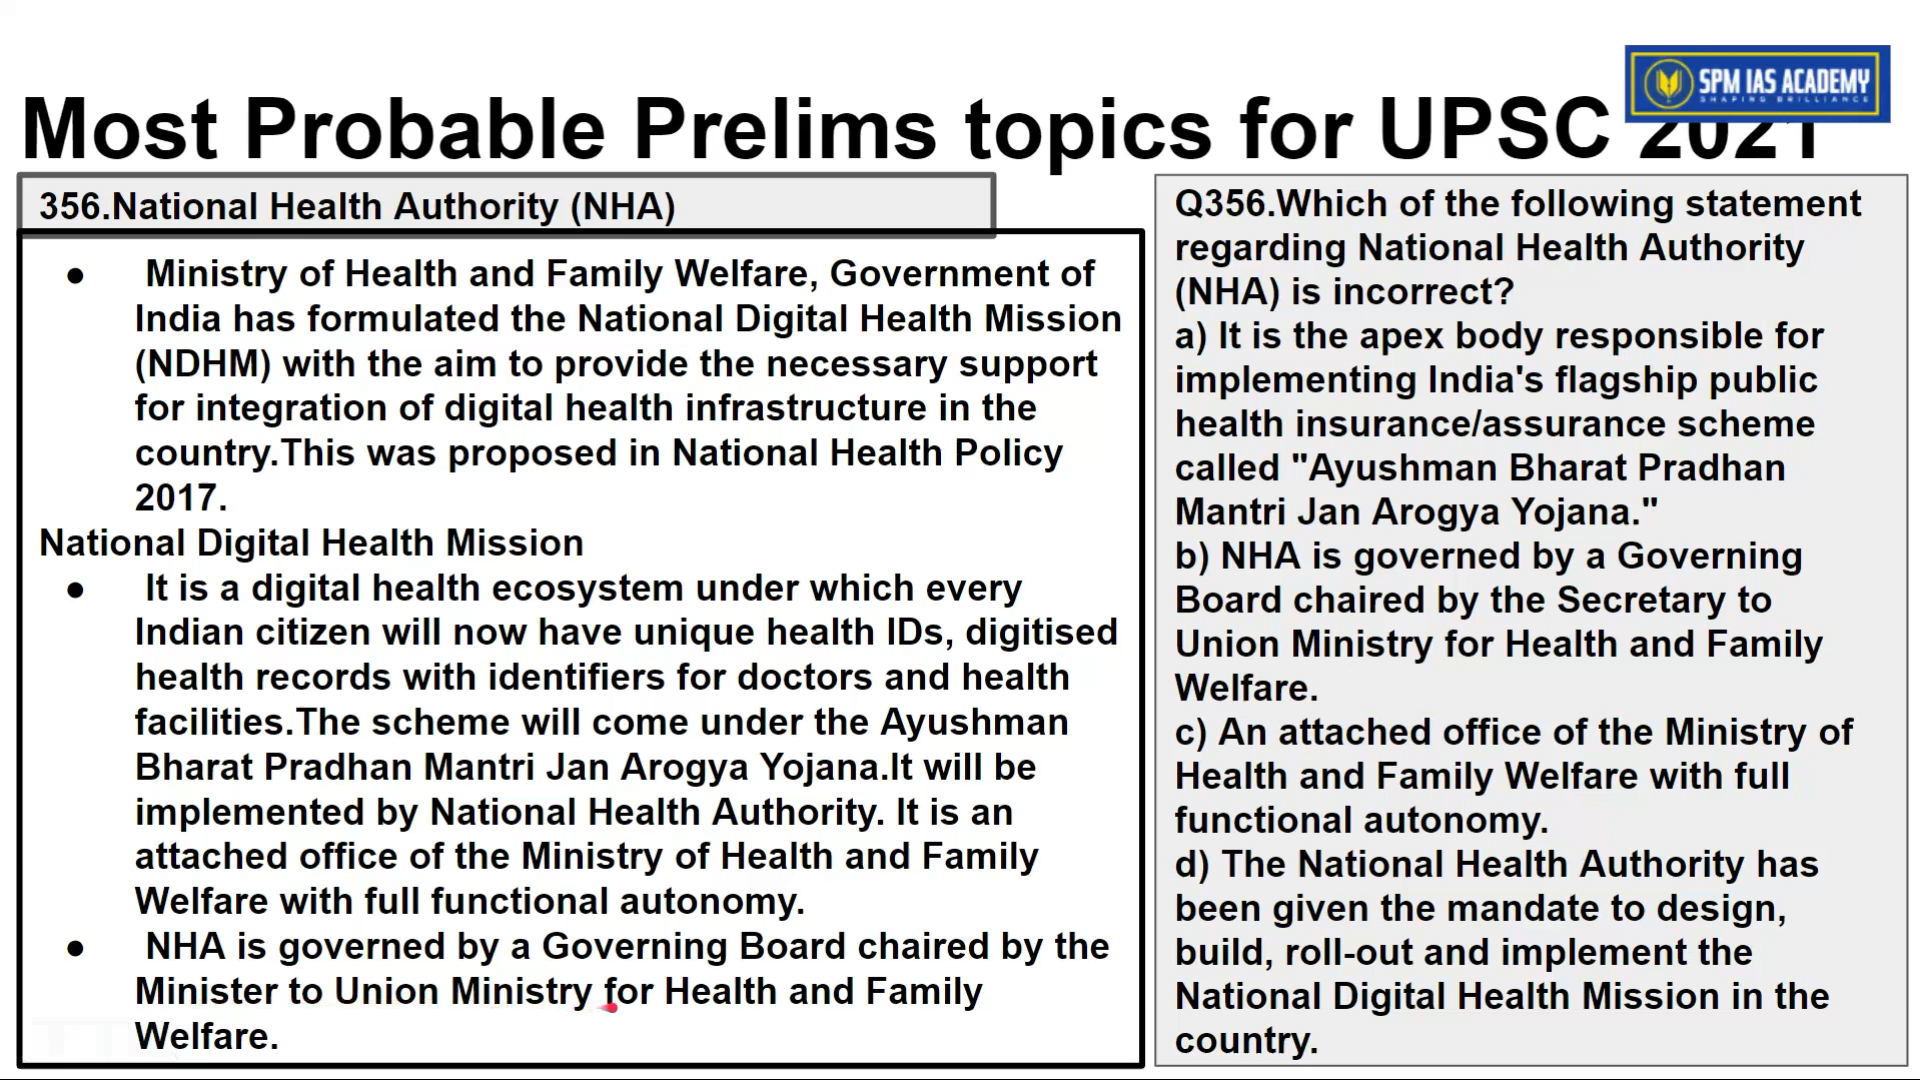 SPM IAS ACADEMY
SHAPING BRILLIANCE
Most Probable Prelims topics for UPSC 2021
356.National Health Authority (NHA)
● Ministry of Health and Family Welfare, Government of
India has formulated the National Digital Health Mission
(NDHM) with the aim to provide the necessary support
for integration of digital health infrastructure in the
country.This was proposed in National Health Policy
2017.
National Digital Health Mission
● It is a digital health ecosystem under which every
Indian citizen will now have unique health IDs, digitised
health records with identifiers for doctors and health
facilities.The scheme will come under the Ayushman
Bharat Pradhan Mantri Jan Arogya Yojana.It will be
implemented by National Health Authority. It is an
attached office of the Ministry of Health and Family
Welfare with full functional autonomy.
● NHA is governed by a Governing Board chaired by the
Minister to Union Ministry for Health and Family
Welfare.
Q356.Which of the following statement
regarding National Health Authority
(NHA) is incorrect?
a) It is the apex body responsible for
implementing India's flagship public
health insurance/assurance scheme
called "Ayushman Bharat Pradhan
Mantri Jan Arogya Yojana."
b) NHA is governed by a Governing
Board chaired by the Secretary to
Union Ministry for Health and Family
Welfare.
c) An attached office of the Ministry of
Health and Family Welfare with full
functional autonomy.
d) The National Health Authority has
been given the mandate to design,
build, roll-out and implement the
National Digital Health Mission in the
country.